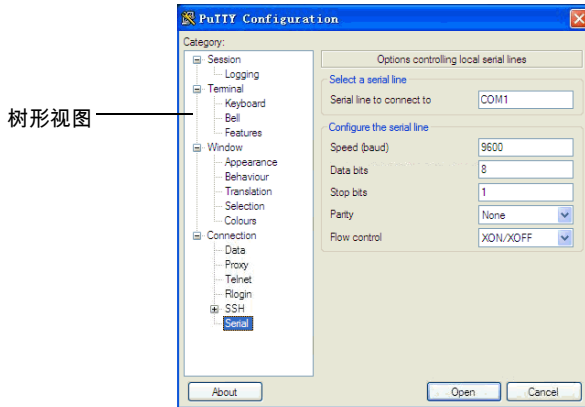 PuTTY Configuration
Category:
Session
Logging
Terminal
Keyboard
Bell
Features
Window
Appearance
Behaviour
Translation
Selection
Colours
Connection
Data
Proxy
Telnet
Rlogin
SSH
Serial
树形视图
Options controlling local serial lines
Select a serial line
Serial line to connect to COM1
Configure the serial line
Speed (baud) 9600
Data bits 8
Stop bits 1
Parity None
Flow control XON/XOFF
About Open Cancel